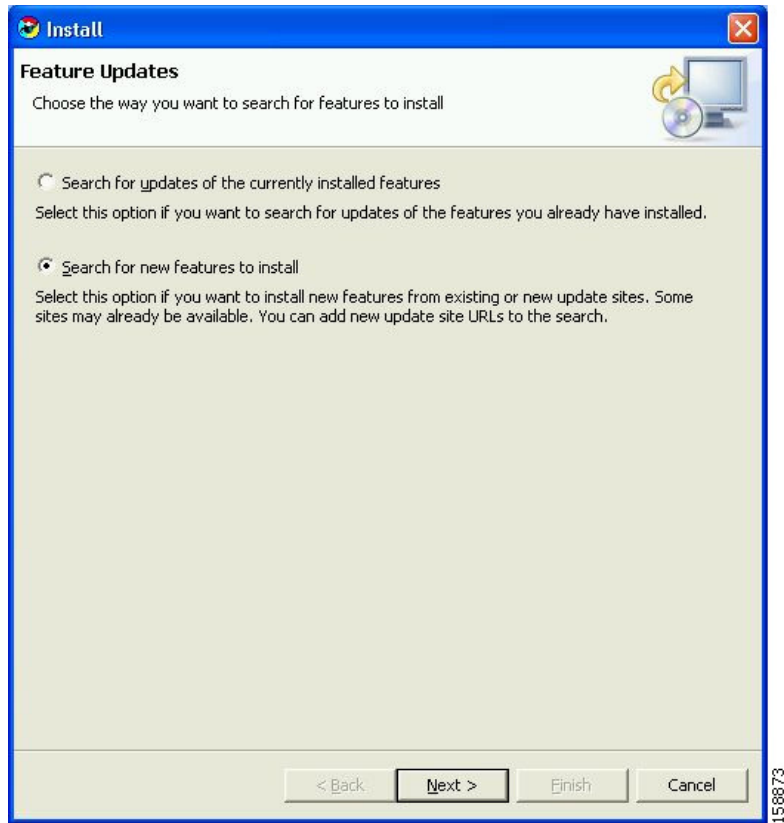 Install
Feature Updates
Choose the way you want to search for features to install
Search for updates of the currently installed features
Select this option if you want to search for updates of the features you already have installed.
Search for new features to install
Select this option if you want to install new features from existing or new update sites. Some
sites may already be available. You can add new update site URLs to the search.
< Back
Next >
Finish
Cancel
158873